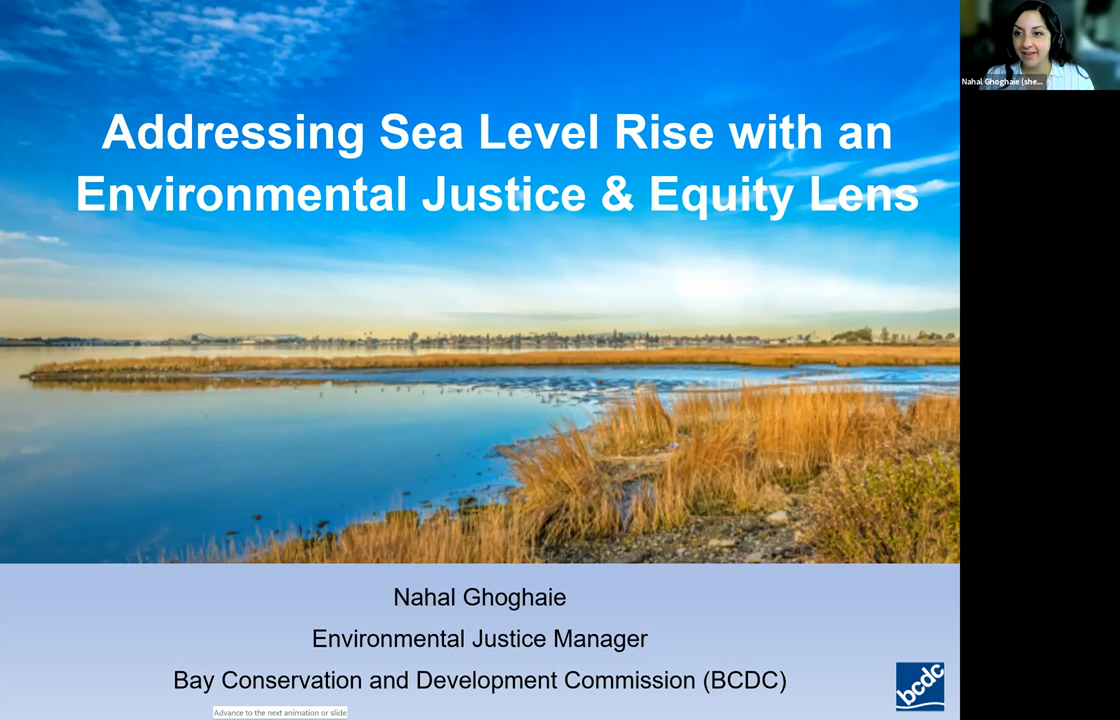 Addressing Sea Level Rise with an
Environmental Justice & Equity Lens
Nahal Ghoghaie (she...
Nahal Ghoghaie
Environmental Justice Manager
Bay Conservation and Development Commission (BCDC)
bcdc
Advance to the next animation or slide